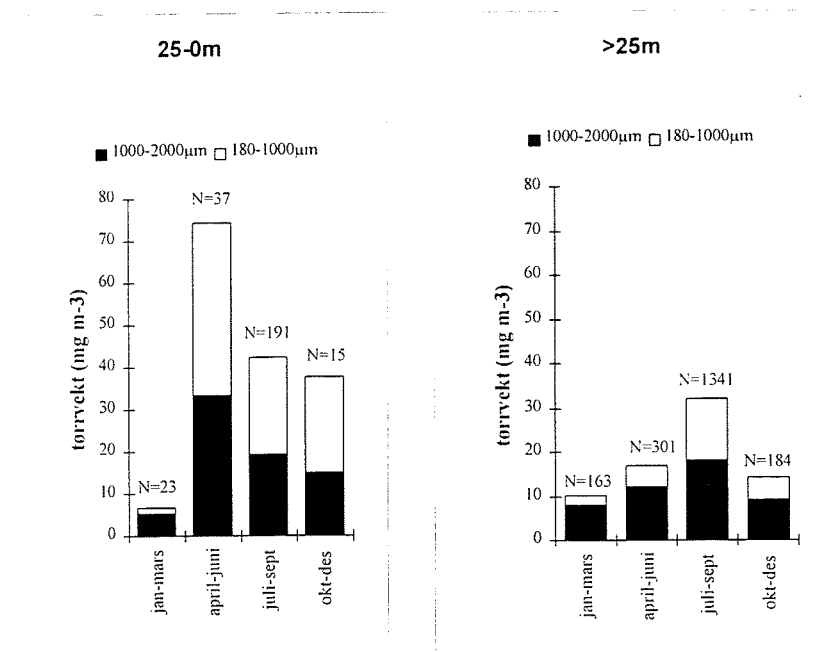 25-0m
1000-2000µm 180-1000µm
80
70
60
50
40
30
20
10
0
tørrvekt (mg m-3)
N=23
N=37
N=191
N=15
jan-mars
april-juni
juli-sept
okt-des
>25m
1000-2000µm 180-1000µm
80
70
60
50
40
30
20
10
0
tørrvekt (mg m-3)
N=163
N=301
N=1341
N=184
jan-mars
april-juni
juli-sept
okt-des